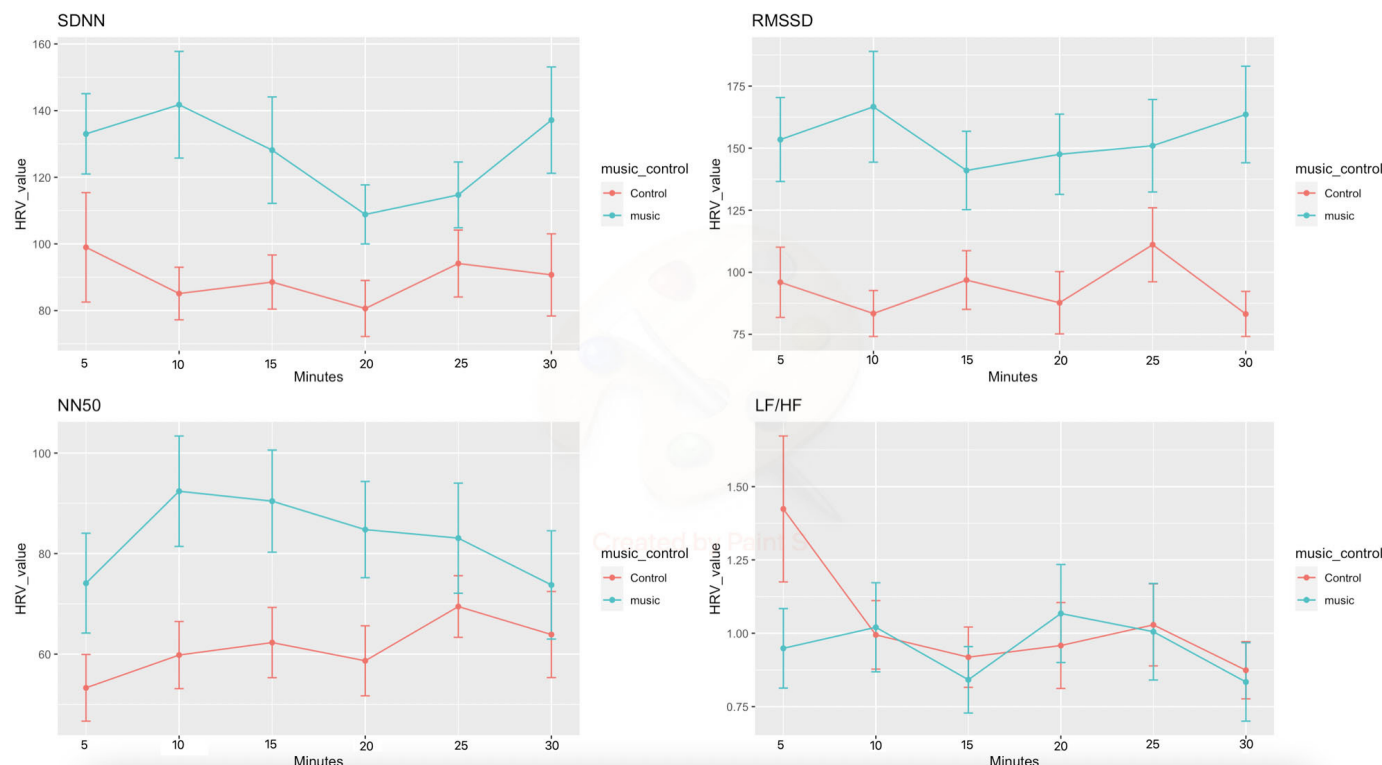 SDNN
160
140
120
100
80
HRV_value
5 10 15 20 25 30
Minutes
music_control
Control
music
RMSSD
175
150
125
100
75
HRV_value
5 10 15 20 25 30
Minutes
music_control
Control
music
NN50
100
80
60
HRV_value
5 10 15 20 25 30
Minutes
music_control
Control
music
LF/HF
1.50
1.25
1.00
0.75
HRV_value
5 10 15 20 25 30
Minutes
music_control
Control
music
Created by Paint S